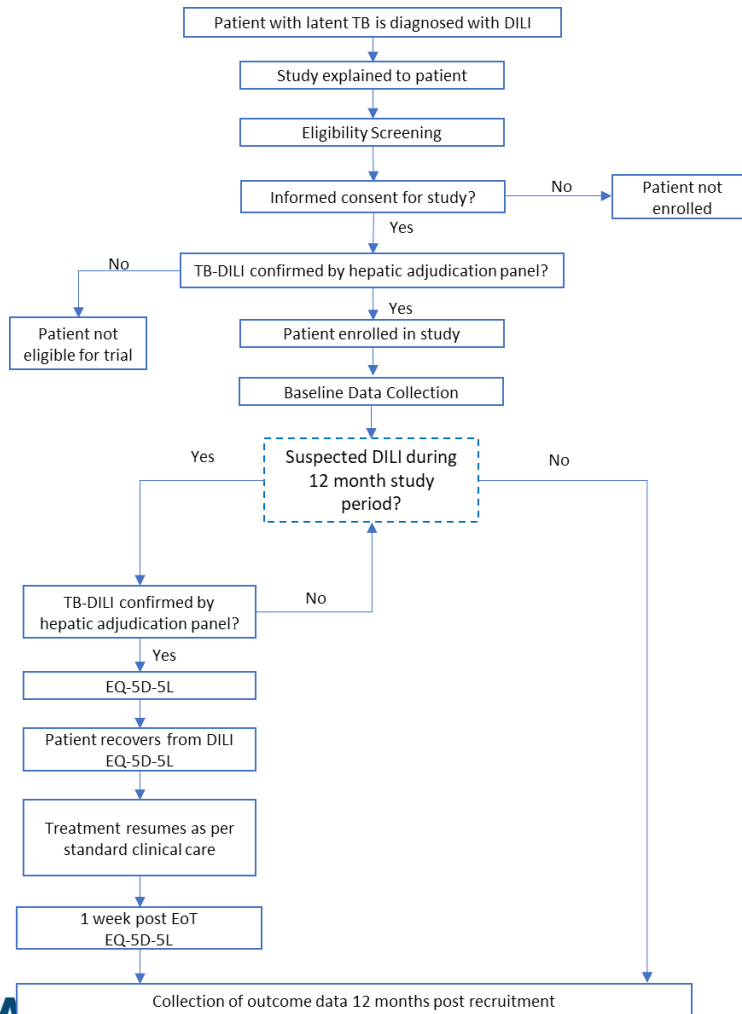 Patient with latent TB is diagnosed with DILI
Study explained to patient
Eligibility Screening
Informed consent for study?
No
Patient not
enrolled
Yes
TB-DILI confirmed by hepatic adjudication panel?
No
Patient not
eligible for trial
Yes
Patient enrolled in study
Baseline Data Collection
Suspected DILI during
12 month study
period?
Yes
No
TB-DILI confirmed by
hepatic adjudication panel?
No
Yes
EQ-5D-5L
Patient recovers from DILI
EQ-5D-5L
Treatment resumes as per
standard clinical care
1 week post EoT
EQ-5D-5L
Collection of outcome data 12 months post recruitment